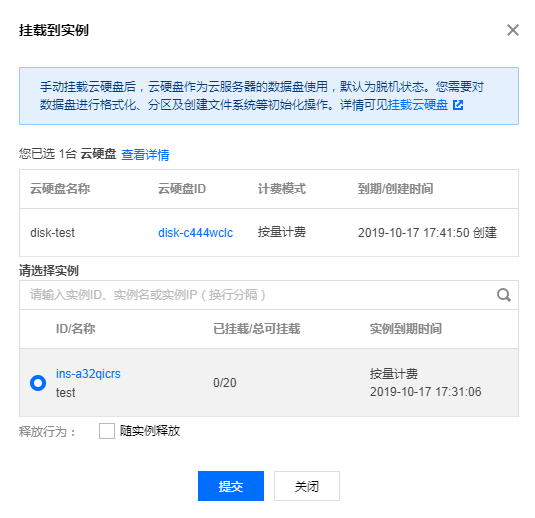 挂载到实例
手动挂载云硬盘后，云硬盘作为云服务器的数据盘使用，默认为脱机状态。您需要对
数据盘进行格式化、分区及创建文件系统等初始化操作。详情可见挂载云硬盘
您已选 1台 云硬盘 查看详情
云硬盘名称 云硬盘ID 计费模式 到期/创建时间
disk-test disk-c444wclc 按量计费 2019-10-17 17:41:50 创建
请选择实例
请输入实例ID、实例名或实例IP（换行分隔）
ID/名称 已挂载/总可挂载 实例到期时间
ins-a32qicrs 0/20 按量计费
test 2019-10-17 17:31:06
释放行为： 随实例释放
提交 关闭